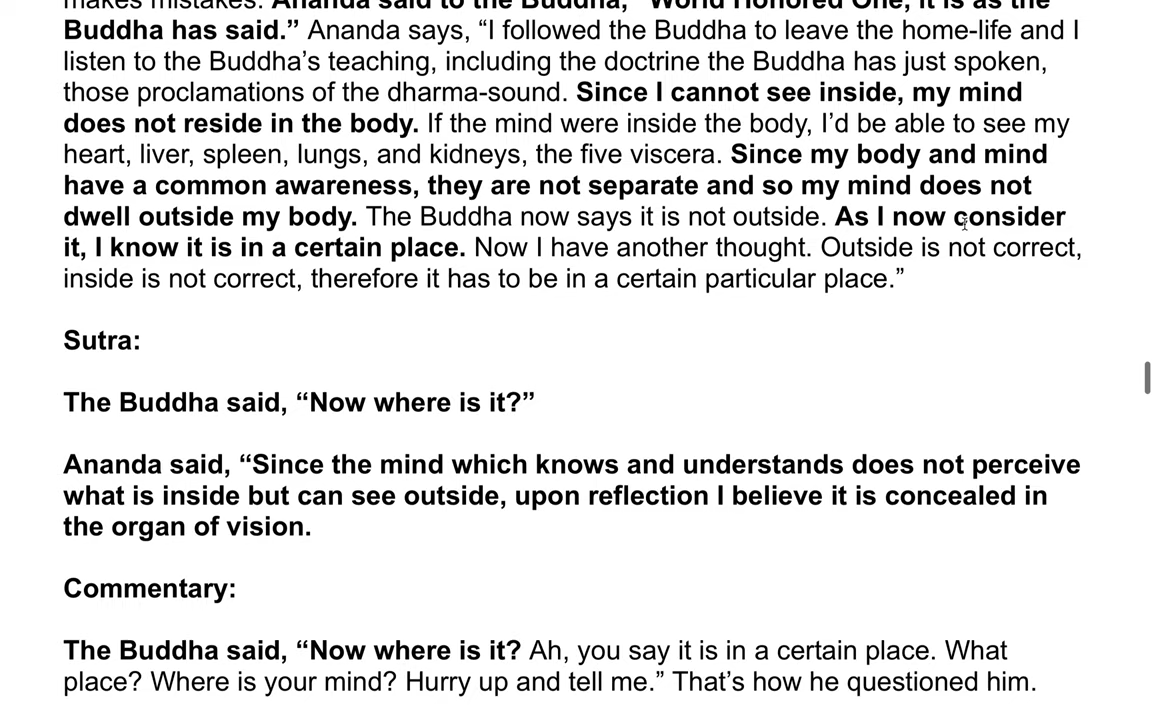 makes mistakes. Ananda said to the Buddha, “World Honored One, it is as the
Buddha has said.” Ananda says, “I followed the Buddha to leave the home-life and I
listen to the Buddha’s teaching, including the doctrine the Buddha has just spoken,
those proclamations of the dharma-sound. Since I cannot see inside, my mind
does not reside in the body. If the mind were inside the body, I’d be able to see my
heart, liver, spleen, lungs, and kidneys, the five viscera. Since my body and mind
have a common awareness, they are not separate and so my mind does not
dwell outside my body. The Buddha now says it is not outside. As I now consider
it, I know it is in a certain place. Now I have another thought. Outside is not correct,
inside is not correct, therefore it has to be in a certain particular place.”
Sutra:
The Buddha said, “Now where is it?”
Ananda said, “Since the mind which knows and understands does not perceive
what is inside but can see outside, upon reflection I believe it is concealed in
the organ of vision.
Commentary:
The Buddha said, “Now where is it? Ah, you say it is in a certain place. What
place? Where is your mind? Hurry up and tell me.” That’s how he questioned him.